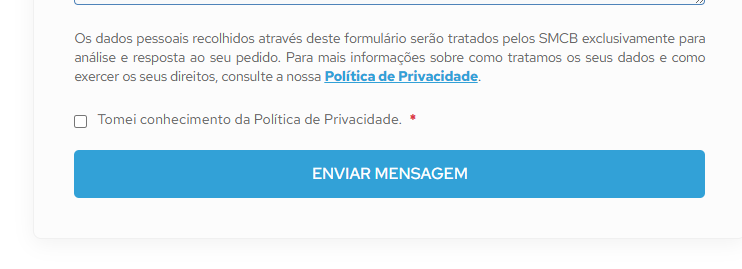 Os dados pessoais recolhidos através deste formulário serão tratados pelos SMCB exclusivamente para
análise e resposta ao seu pedido. Para mais informações sobre como tratamos os seus dados e como
exercer os seus direitos, consulte a nossa Política de Privacidade.
Tomei conhecimento da Política de Privacidade. *
ENVIAR MENSAGEM